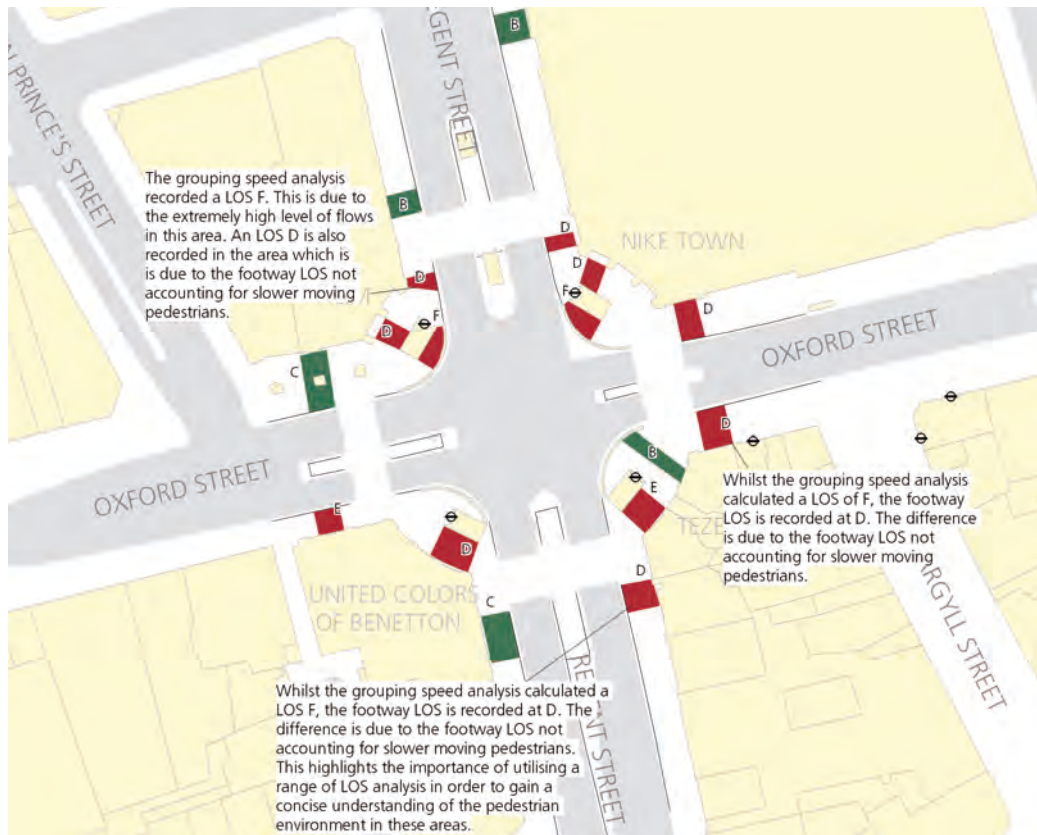 B
GENT STREET
N PRINCE'S STREET
The grouping speed analysis
recorded a LOS F. This is due to
the extremely high level of flows
in this area. An LOS D is also
recorded in the area which is
is due to the footway LOS not
accounting for slower moving
pedestrians.
B
D
NIKE TOWN
D
D
F
F
D
D
OXFORD STREET
C
D
B
OXFORD STREET
E
E
Whilst the grouping speed analysis
calculated a LOS of F, the footway
LOS is recorded at D. The difference
is due to the footway LOS not
accounting for slower moving
pedestrians.
TEZE
D
D
UNITED COLORS
OF BENETTON
C
ARGYLL STREET
Whilst the grouping speed analysis calculated a
LOS F, the footway LOS is recorded at D. The
difference is due to the footway LOS not
accounting for slower moving pedestrians.
This highlights the importance of utilising a
range of LOS analysis in order to gain a
concise understanding of the pedestrian
environment in these areas.
RE NT STREET